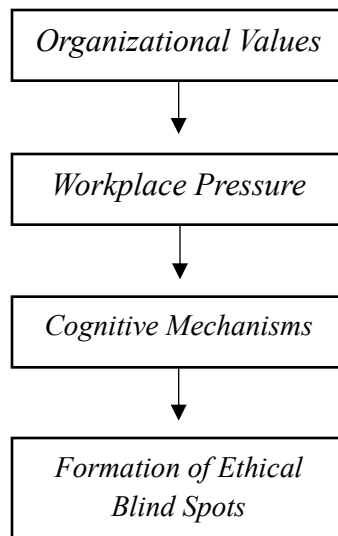 Organizational Values
Workplace Pressure
Cognitive Mechanisms
Formation of Ethical
Blind Spots